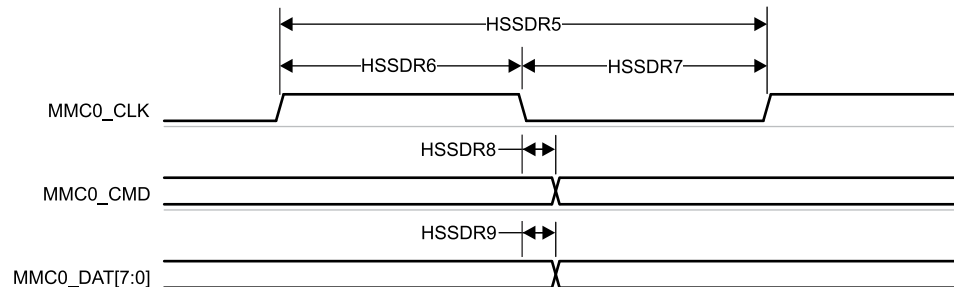 HSSDR5
HSSDR6 HSSDR7
MMC0_CLK
HSSDR8
MMC0_CMD
HSSDR9
MMC0_DAT[7:0]